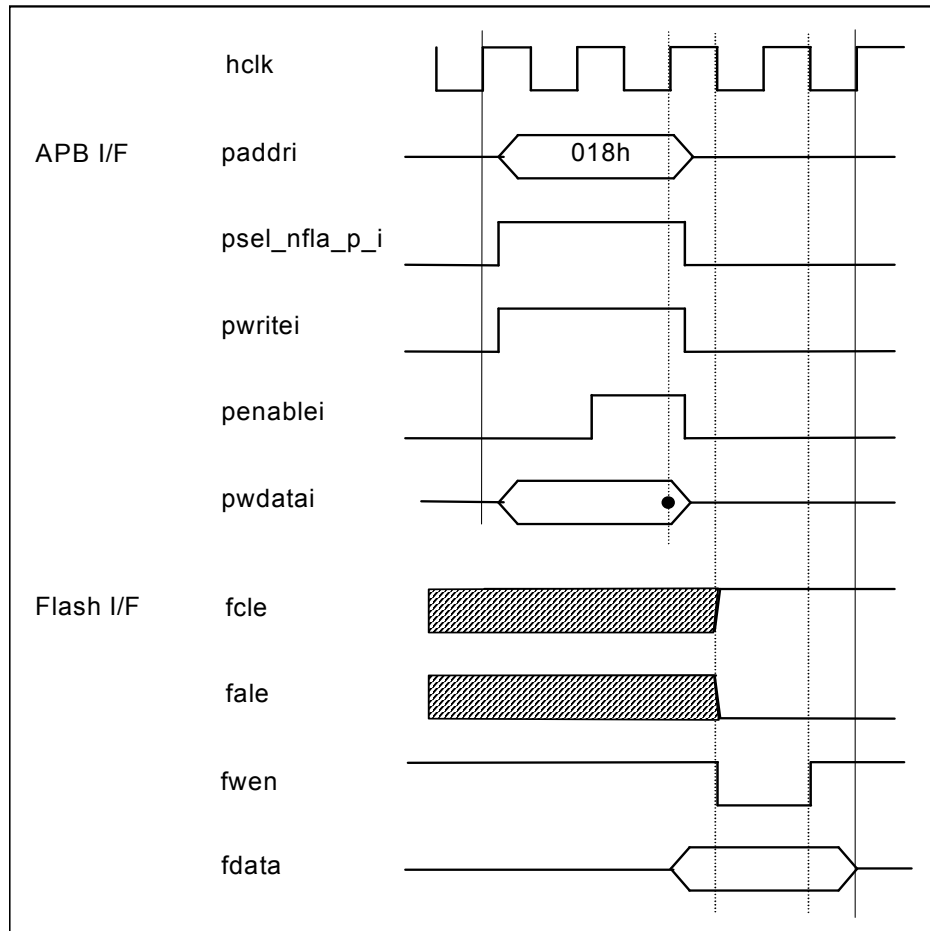 hclk
APB I/F paddri 018h
psel_nfla_p_i
pwritei
penablei
pwdatai
Flash I/F fcle
fale
fwen
fdata